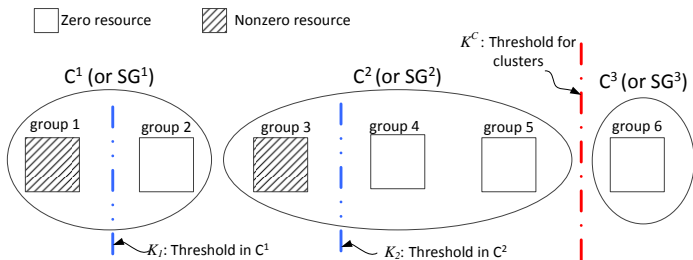 Zero resource
Nonzero resource
K^C: Threshold for clusters
C^1 (or SG^1)
C^2 (or SG^2)
C^3 (or SG^3)
group 1
group 2
group 3
group 4
group 5
group 6
K_1: Threshold in C^1
K_2: Threshold in C^2